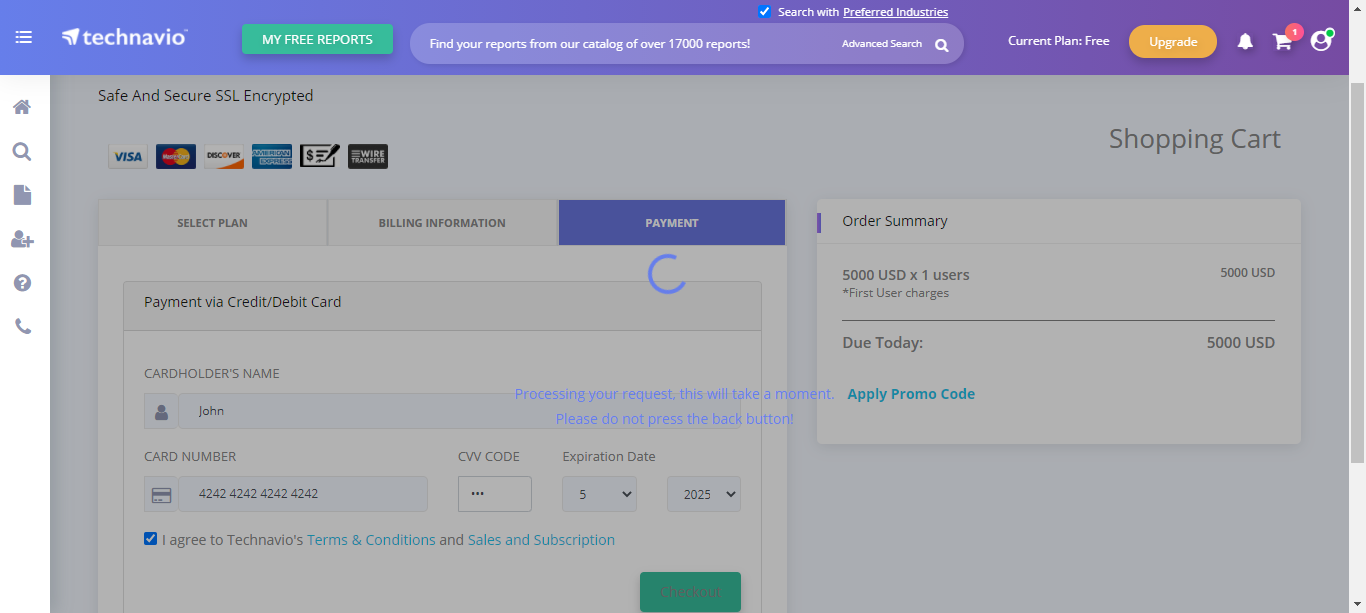 Search with Preferred Industries
technavio
MY FREE REPORTS
Find your reports from our catalog of over 17000 reports!
Advanced Search
Current Plan: Free
Upgrade
1
Safe And Secure SSL Encrypted
VISA
MasterCard
DISCOVER
AMERICAN EXPRESS
WIRE TRANSFER
Shopping Cart
SELECT PLAN
BILLING INFORMATION
PAYMENT
Payment via Credit/Debit Card
CARDHOLDER'S NAME
John
CARD NUMBER
CVV CODE
Expiration Date
4242 4242 4242 4242
•••
5
2025
I agree to Technavio's Terms & Conditions and Sales and Subscription
Checkout
Processing your request, this will take a moment.
Please do not press the back button!
Order Summary
5000 USD x 1 users
5000 USD
*First User charges
Due Today:
5000 USD
Apply Promo Code